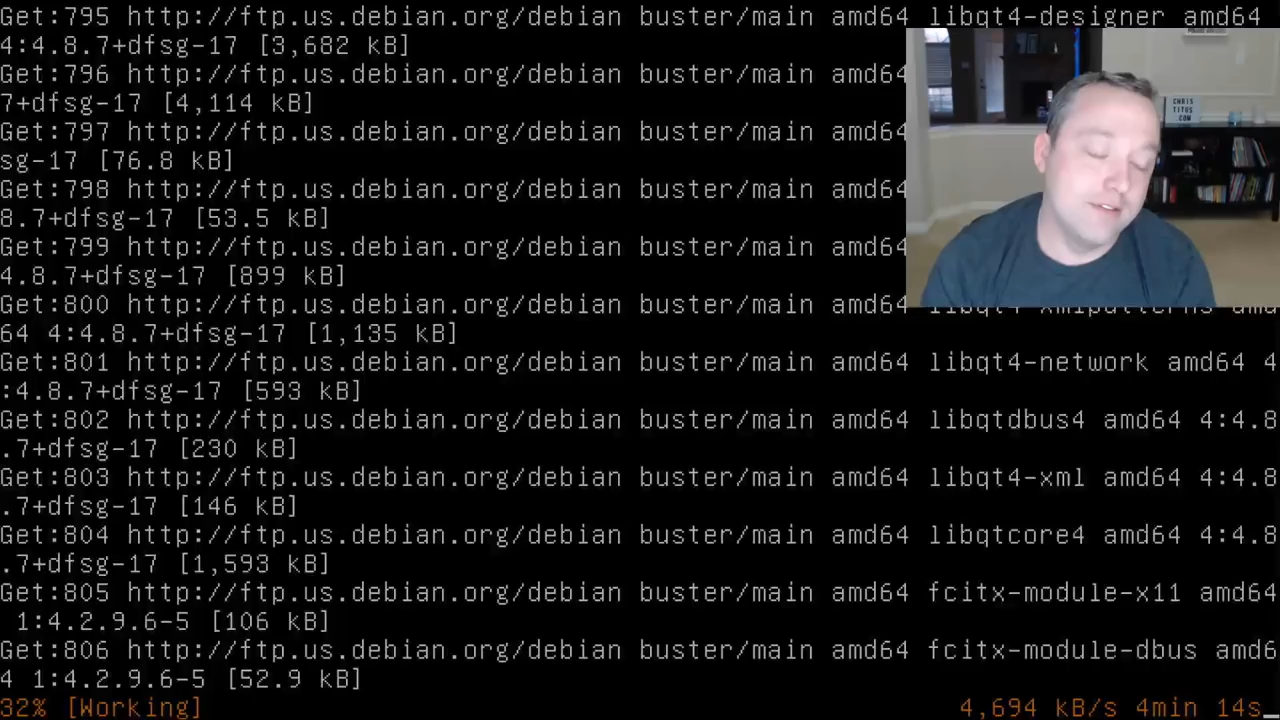 Get:795 http://ftp.us.debian.org/debian buster/main amd64 libqt4-designer amd64
4:4.8.7+dfsg-17 [3,682 kB]
Get:796 http://ftp.us.debian.org/debian buster/main amd64
7+dfsg-17 [4,114 kB]
Get:797 http://ftp.us.debian.org/debian buster/main amd64
sg-17 [76.8 kB]
Get:798 http://ftp.us.debian.org/debian buster/main amd64
8.7+dfsg-17 [53.5 kB]
Get:799 http://ftp.us.debian.org/debian buster/main amd64
4.8.7+dfsg-17 [899 kB]
Get:800 http://ftp.us.debian.org/debian buster/main amd64 libqt4-xmlpatterns amd
64 4:4.8.7+dfsg-17 [1,135 kB]
Get:801 http://ftp.us.debian.org/debian buster/main amd64 libqt4-network amd64 4
:4.8.7+dfsg-17 [593 kB]
Get:802 http://ftp.us.debian.org/debian buster/main amd64 libqtdbus4 amd64 4:4.8
.7+dfsg-17 [230 kB]
Get:803 http://ftp.us.debian.org/debian buster/main amd64 libqt4-xml amd64 4:4.8
.7+dfsg-17 [146 kB]
Get:804 http://ftp.us.debian.org/debian buster/main amd64 libqtcore4 amd64 4:4.8
.7+dfsg-17 [1,593 kB]
Get:805 http://ftp.us.debian.org/debian buster/main amd64 fcitx-module-x11 amd64
1:4.2.9.6-5 [106 kB]
Get:806 http://ftp.us.debian.org/debian buster/main amd64 fcitx-module-dbus amd6
4 1:4.2.9.6-5 [52.9 kB]
32% [Working] 4,694 kB/s 4min 14s_
CHRIS
TITUS
.COM